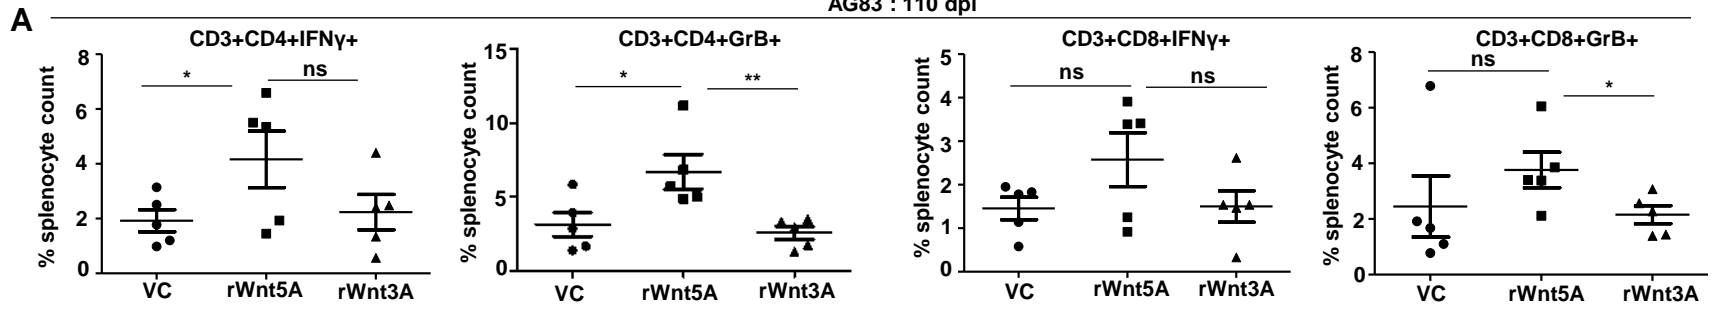 A
AG83 : 110 dpi
CD3+CD4+IFNγ+
% splenocyte count
8
6
4
2
0
*
ns
VC
rWnt5A
rWnt3A
CD3+CD4+GrB+
% splenocyte count
15
10
5
0
*
**
VC
rWnt5A
rWnt3A
CD3+CD8+IFNγ+
% splenocyte count
5
4
3
2
1
0
ns
ns
VC
rWnt5A
rWnt3A
CD3+CD8+GrB+
% splenocyte count
8
6
4
2
0
ns
*
VC
rWnt5A
rWnt3A